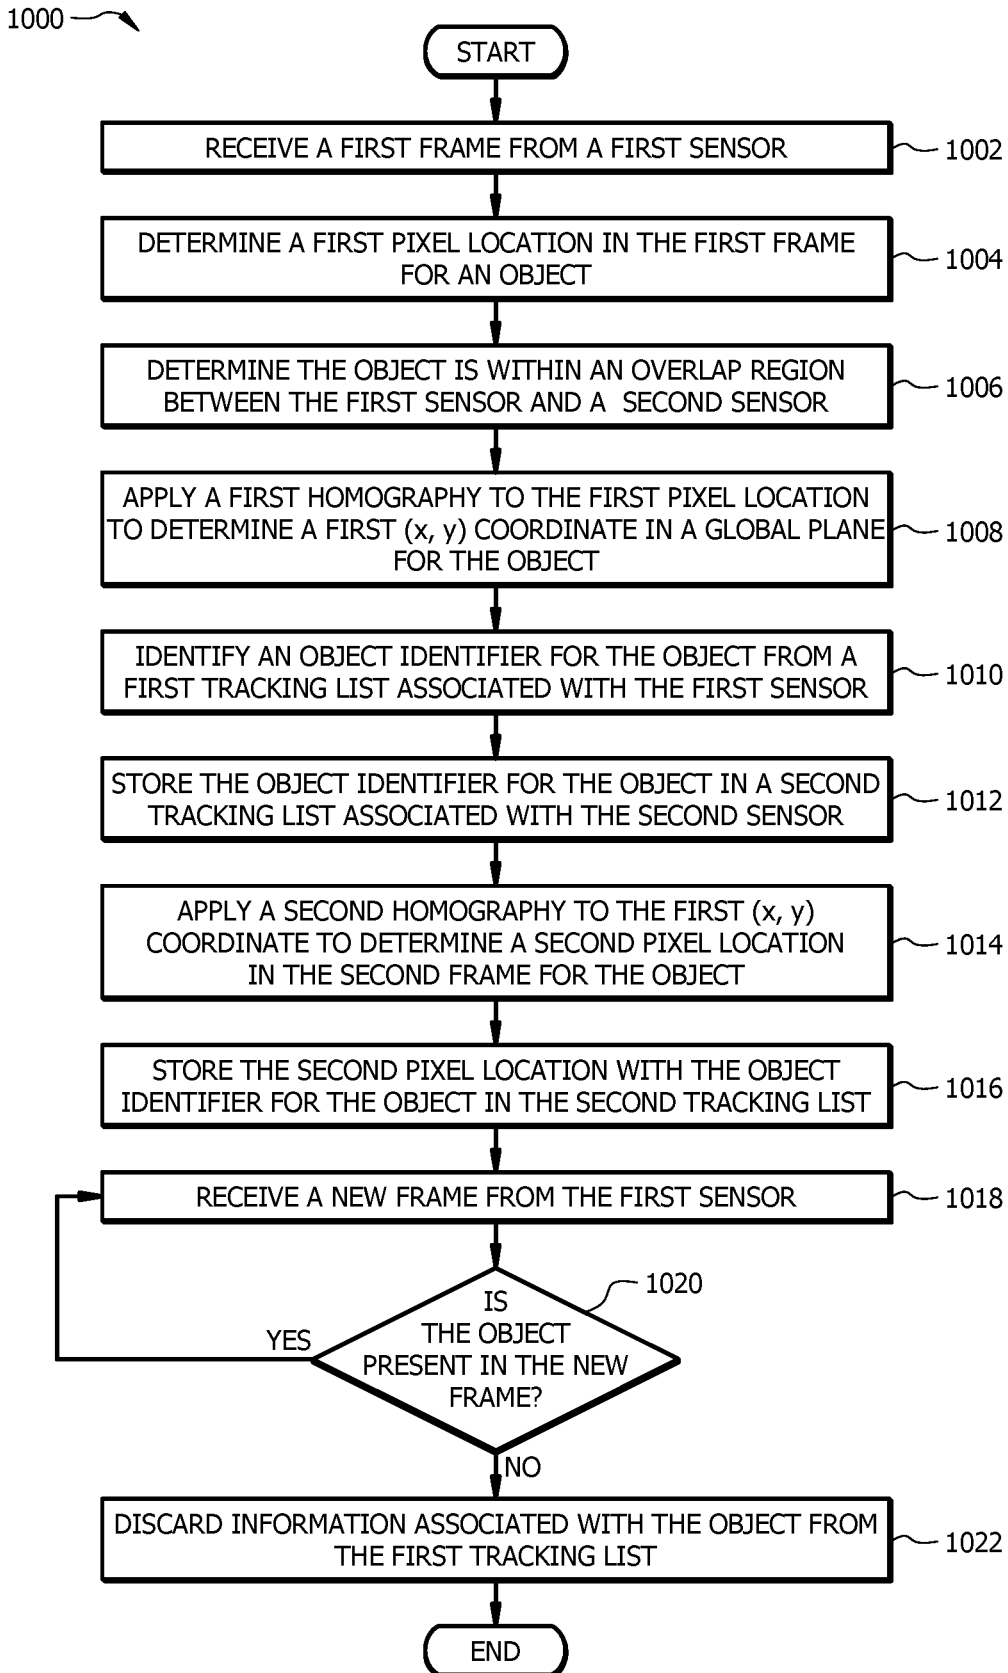 1000
START
RECEIVE A FIRST FRAME FROM A FIRST SENSOR
1002
DETERMINE A FIRST PIXEL LOCATION IN THE FIRST FRAME
FOR AN OBJECT
1004
DETERMINE THE OBJECT IS WITHIN AN OVERLAP REGION
BETWEEN THE FIRST SENSOR AND A SECOND SENSOR
1006
APPLY A FIRST HOMOGRAPHY TO THE FIRST PIXEL LOCATION
TO DETERMINE A FIRST (x, y) COORDINATE IN A GLOBAL PLANE
FOR THE OBJECT
1008
IDENTIFY AN OBJECT IDENTIFIER FOR THE OBJECT FROM A
FIRST TRACKING LIST ASSOCIATED WITH THE FIRST SENSOR
1010
STORE THE OBJECT IDENTIFIER FOR THE OBJECT IN A SECOND
TRACKING LIST ASSOCIATED WITH THE SECOND SENSOR
1012
APPLY A SECOND HOMOGRAPHY TO THE FIRST (x, y)
COORDINATE TO DETERMINE A SECOND PIXEL LOCATION
IN THE SECOND FRAME FOR THE OBJECT
1014
STORE THE SECOND PIXEL LOCATION WITH THE OBJECT
IDENTIFIER FOR THE OBJECT IN THE SECOND TRACKING LIST
1016
RECEIVE A NEW FRAME FROM THE FIRST SENSOR
1018
IS
THE OBJECT
PRESENT IN THE NEW
FRAME?
1020
YES
NO
DISCARD INFORMATION ASSOCIATED WITH THE OBJECT FROM
THE FIRST TRACKING LIST
1022
END